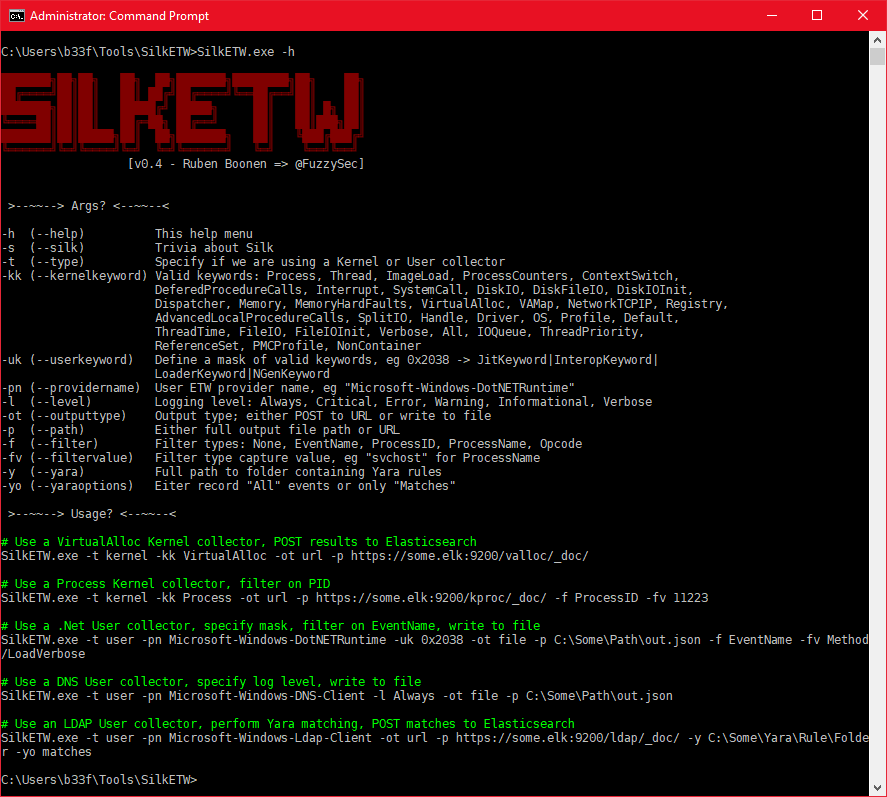 Administrator: Command Prompt
C:\Users\b33f\Tools\SilkETW>SilkETW.exe -h
SILKETW
[v0.4 - Ruben Boonen => @FuzzySec]
>--~~--> Args? <--~~--<
-h (--help) This help menu
-s (--silk) Trivia about Silk
-t (--type) Specify if we are using a Kernel or User collector
-kk (--kernelkeyword) Valid keywords: Process, Thread, ImageLoad, ProcessCounters, ContextSwitch,
DeferedProcedureCalls, Interrupt, SystemCall, DiskIO, DiskFileIO, DiskIOInit,
Dispatcher, Memory, MemoryHardFaults, VirtualAlloc, VAMap, NetworkTCPIP, Registry,
AdvancedLocalProcedureCalls, SplitIO, Handle, Driver, OS, Profile, Default,
ThreadTime, FileIO, FileIOInit, Verbose, All, IOQueue, ThreadPriority,
ReferenceSet, PMCProfile, NonContainer
-uk (--userkeyword) Define a mask of valid keywords, eg 0x2038 -> JitKeyword|InteropKeyword|
LoaderKeyword|NGenKeyword
-pn (--providername) User ETW provider name, eg "Microsoft-Windows-DotNETRuntime"
-l (--level) Logging level: Always, Critical, Error, Warning, Informational, Verbose
-ot (--outputtype) Output type; either POST to URL or write to file
-p (--path) Either full output file path or URL
-f (--filter) Filter types: None, EventName, ProcessID, ProcessName, Opcode
-fv (--filtervalue) Filter type capture value, eg "svchost" for ProcessName
-y (--yara) Full path to folder containing Yara rules
-yo (--yaraoptions) Eiter record "All" events or only "Matches"
>--~~--> Usage? <--~~--<
# Use a VirtualAlloc Kernel collector, POST results to Elasticsearch
SilkETW.exe -t kernel -kk VirtualAlloc -ot url -p https://some.elk:9200/valloc/_doc/
# Use a Process Kernel collector, filter on PID
SilkETW.exe -t kernel -kk Process -ot url -p https://some.elk:9200/kproc/_doc/ -f ProcessID -fv 11223
# Use a .Net User collector, specify mask, filter on EventName, write to file
SilkETW.exe -t user -pn Microsoft-Windows-DotNETRuntime -uk 0x2038 -ot file -p C:\Some\Path\out.json -f EventName -fv Method
/LoadVerbose
# Use a DNS User collector, specify log level, write to file
SilkETW.exe -t user -pn Microsoft-Windows-DNS-Client -l Always -ot file -p C:\Some\Path\out.json
# Use an LDAP User collector, perform Yara matching, POST matches to Elasticsearch
SilkETW.exe -t user -pn Microsoft-Windows-Ldap-Client -ot url -p https://some.elk:9200/ldap/_doc/ -y C:\Some\Yara\Rule\Folde
r -yo matches
C:\Users\b33f\Tools\SilkETW>